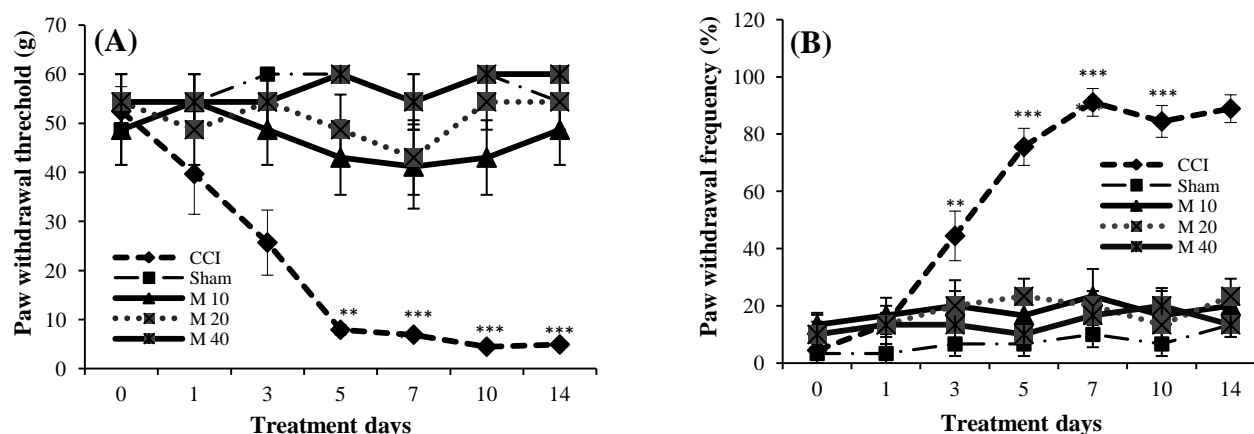 (A)
Paw withdrawal threchold (g)
70
60
50
40
30
20
10
0
CCI
Sham
M 10
M 20
M 40
** *** *** ***
0 1 3 5 7 10 14
Treatment days
(B)
Paw withdrawal frequency (%)
120
100
80
60
40
20
0
** *** *** ***
CCI
Sham
M 10
M 20
M 40
0 1 3 5 7 10 14
Treatment days